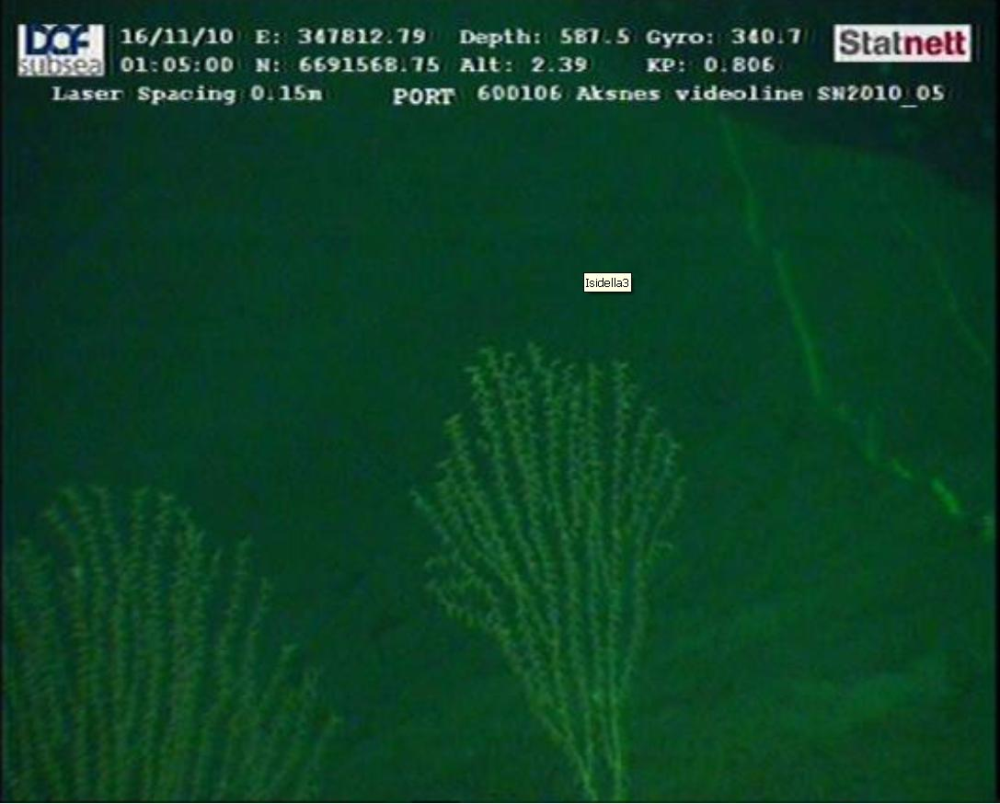 DOF
subsea
16/11/10 E: 347812.79 Depth: 587.5 Gyro: 340.7
01:05:00 N: 6691568.75 Alt: 2.39 KP: 0.806
Laser Spacing 0.15m PORT 600106 Aksnes videoline SN2010_05
Statnett
Isidella3